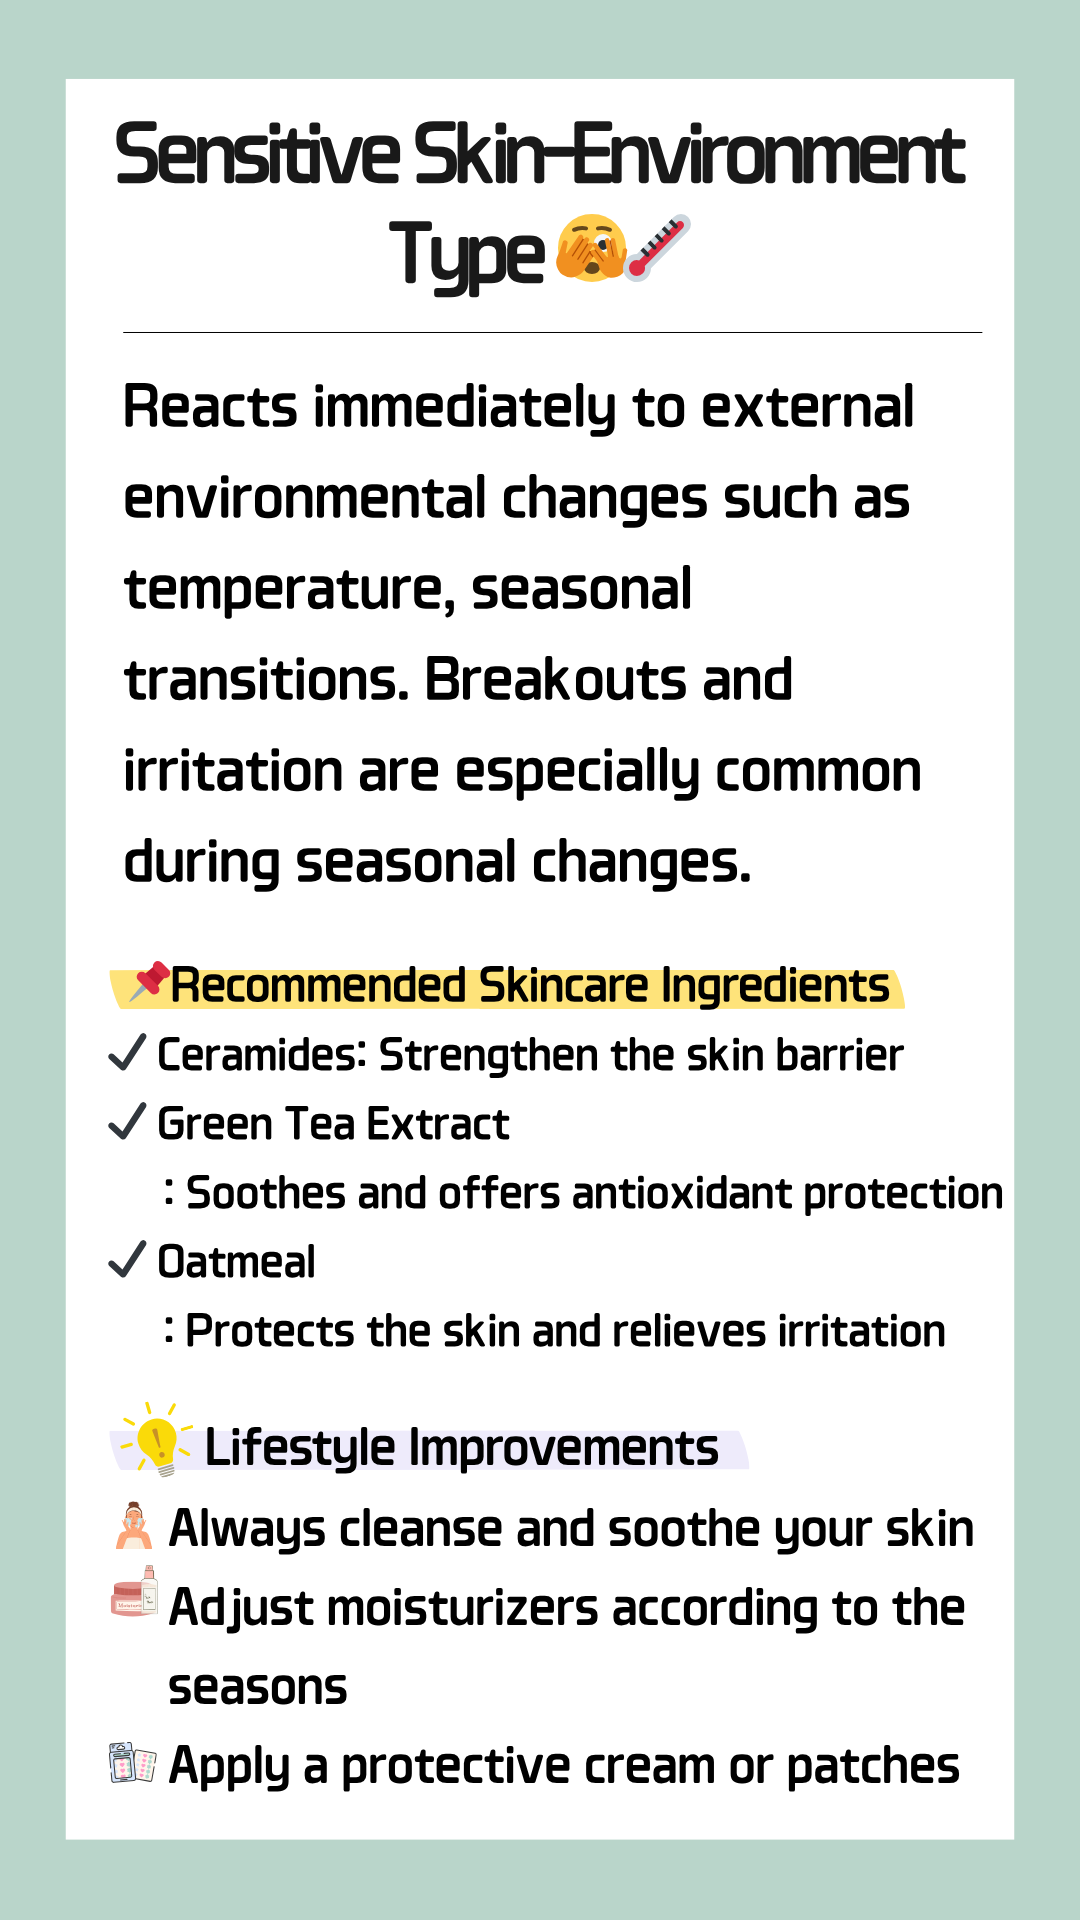 Sensitive Skin-Environment
Type
Reacts immediately to external
environmental changes such as
temperature, seasonal
transitions. Breakouts and
irritation are especially common
during seasonal changes.
Recommended Skincare Ingredients
Ceramides: Strengthen the skin barrier
Green Tea Extract
: Soothes and offers antioxidant protection
Oatmeal
: Protects the skin and relieves irritation
Lifestyle Improvements
Always cleanse and soothe your skin
Adjust moisturizers according to the
seasons
Apply a protective cream or patches